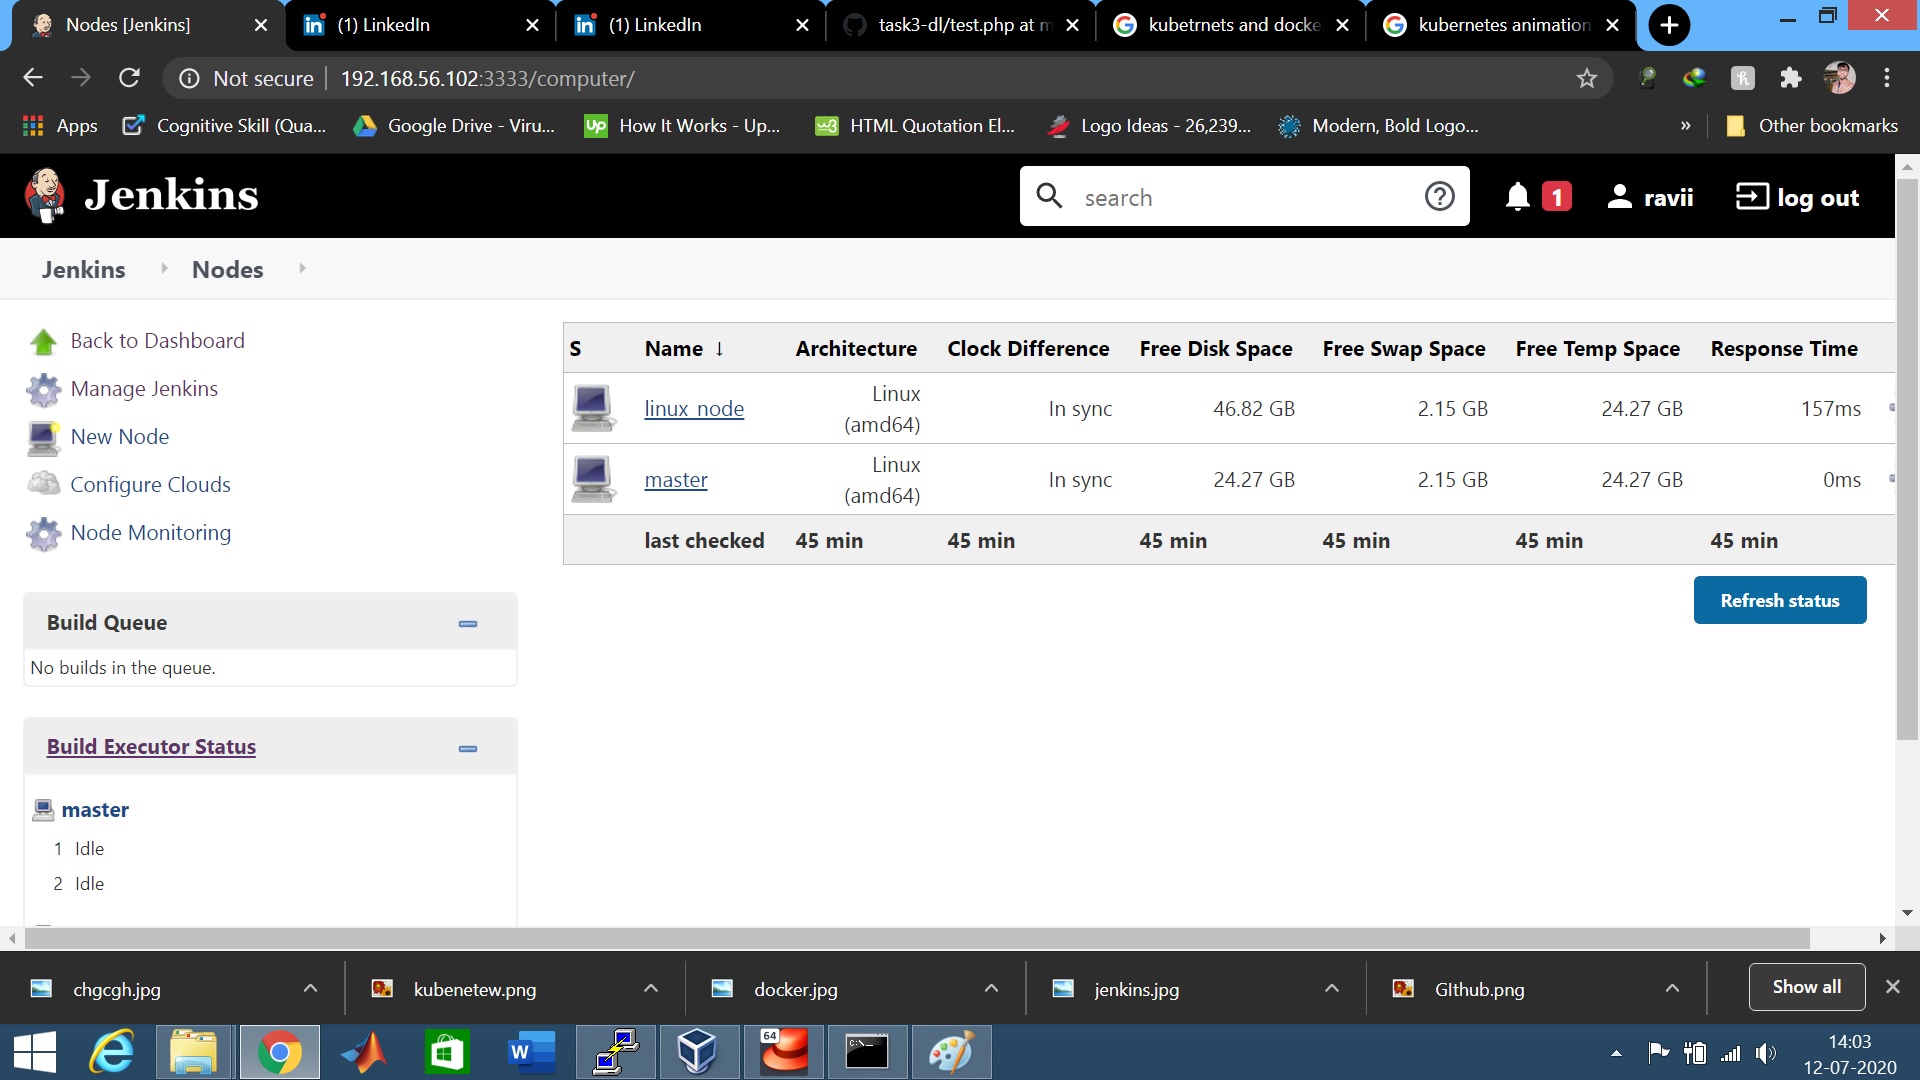 Nodes [Jenkins]
(1) LinkedIn
(1) LinkedIn
task3-dl/test.php at m
kubetrnets and docke
kubernetes animation
Not secure
192.168.56.102:3333/computer/
Apps
Cognitive Skill (Qua...
Google Drive - Viru...
Up
How It Works - Up...
w3
HTML Quotation El...
Logo Ideas - 26,239...
Modern, Bold Logo...
»
Other bookmarks
Jenkins
search
1
ravii
log out
Jenkins
Nodes
Back to Dashboard
Manage Jenkins
New Node
Configure Clouds
Node Monitoring
Build Queue
No builds in the queue.
Build Executor Status
master
1 Idle
2 Idle
S Name ↓ Architecture Clock Difference Free Disk Space Free Swap Space Free Temp Space Response Time
linux_node Linux (amd64) In sync 46.82 GB 2.15 GB 24.27 GB 157ms
master Linux (amd64) In sync 24.27 GB 2.15 GB 24.27 GB 0ms
last checked 45 min 45 min 45 min 45 min 45 min 45 min
Refresh status
chgcgh.jpg
kubenetew.png
docker.jpg
jenkins.jpg
GIthub.png
Show all
64
14:03
12-07-2020